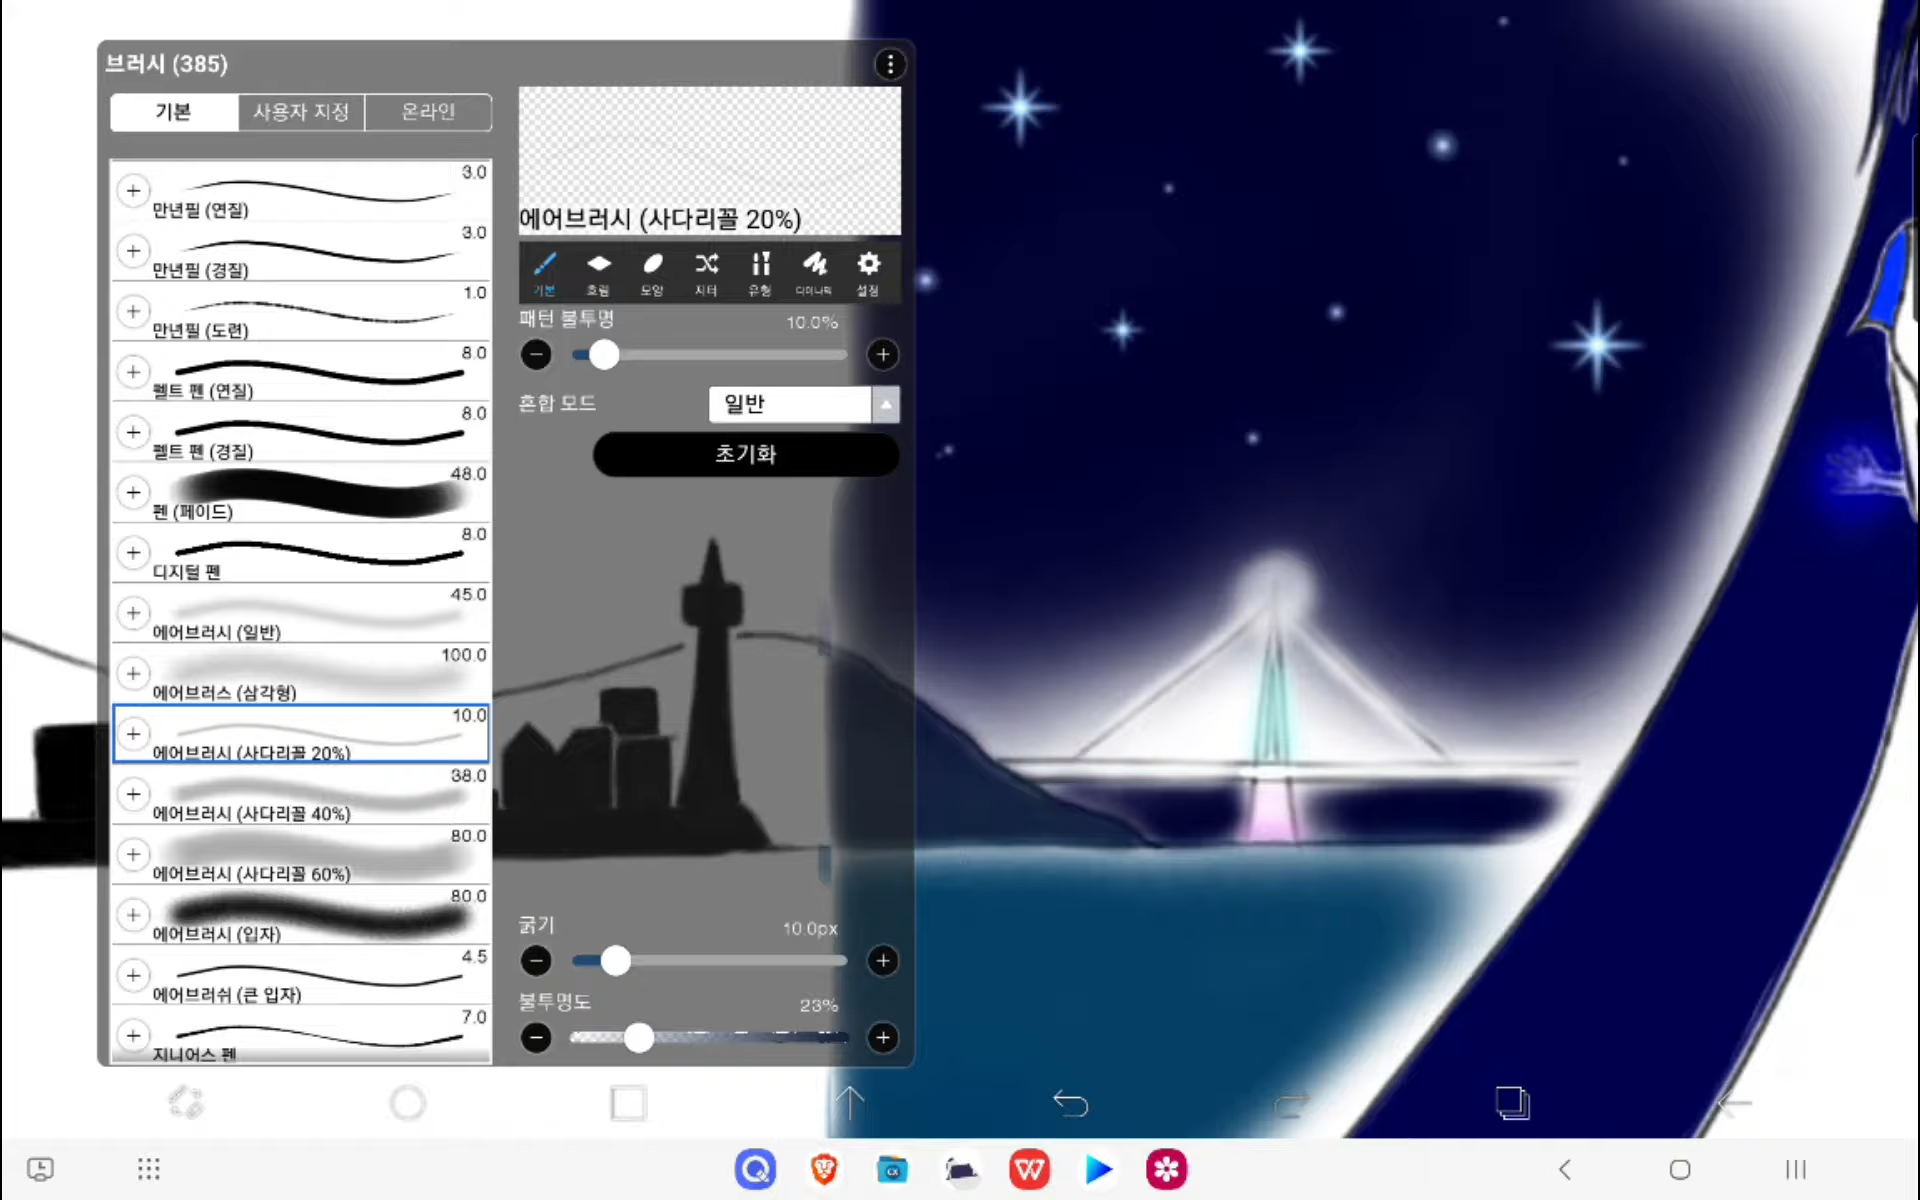 브러시 (385)
기본
사용자 지정
온라인
3.0
만년필 (연질)
3.0
만년필 (경질)
1.0
만년필 (도련)
8.0
펠트 펜 (연질)
8.0
펠트 펜 (경질)
48.0
펜 (페이드)
8.0
디지털 펜
45.0
에어브러시 (일반)
100.0
에어브러스 (삼각형)
10.0
에어브러시 (사다리꼴 20%)
38.0
에어브러시 (사다리꼴 40%)
80.0
에어브러시 (사다리꼴 60%)
80.0
에어브러시 (입자)
4.5
에어브러쉬 (큰 입자)
7.0
지니어스 펜
에어브러시 (사다리꼴 20%)
기본
흐림
모양
지터
유형
다이나믹
설정
패턴 불투명
10.0%
혼합 모드
일반
초기화
굵기
10.0px
불투명도
23%